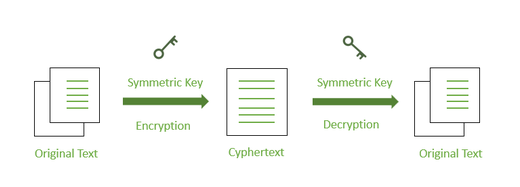 Symmetric Key
Encryption
Symmetric Key
Decryption
Original Text
Cyphertext
Original Text